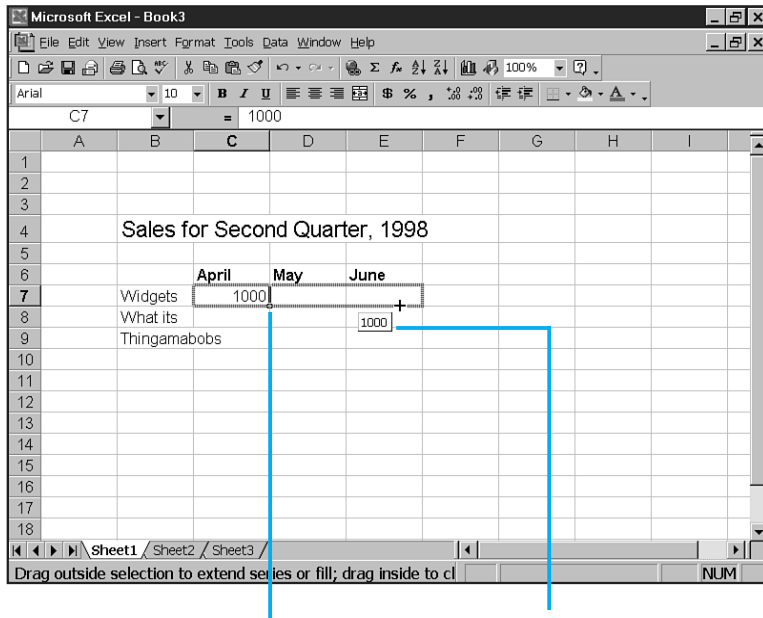 Microsoft Excel - Book3
File Edit View Insert Format Tools Data Window Help
100%
Arial 10 B I U $ % ,
C7 = 1000
A B C D E F G H I
1
2
3
4 Sales for Second Quarter, 1998
5
6 April May June
7 Widgets 1000
8 What its 1000
9 Thingamabobs
10
11
12
13
14
15
16
17
18
Sheet1 Sheet2 Sheet3
Drag outside selection to extend series or fill; drag inside to cl NUM